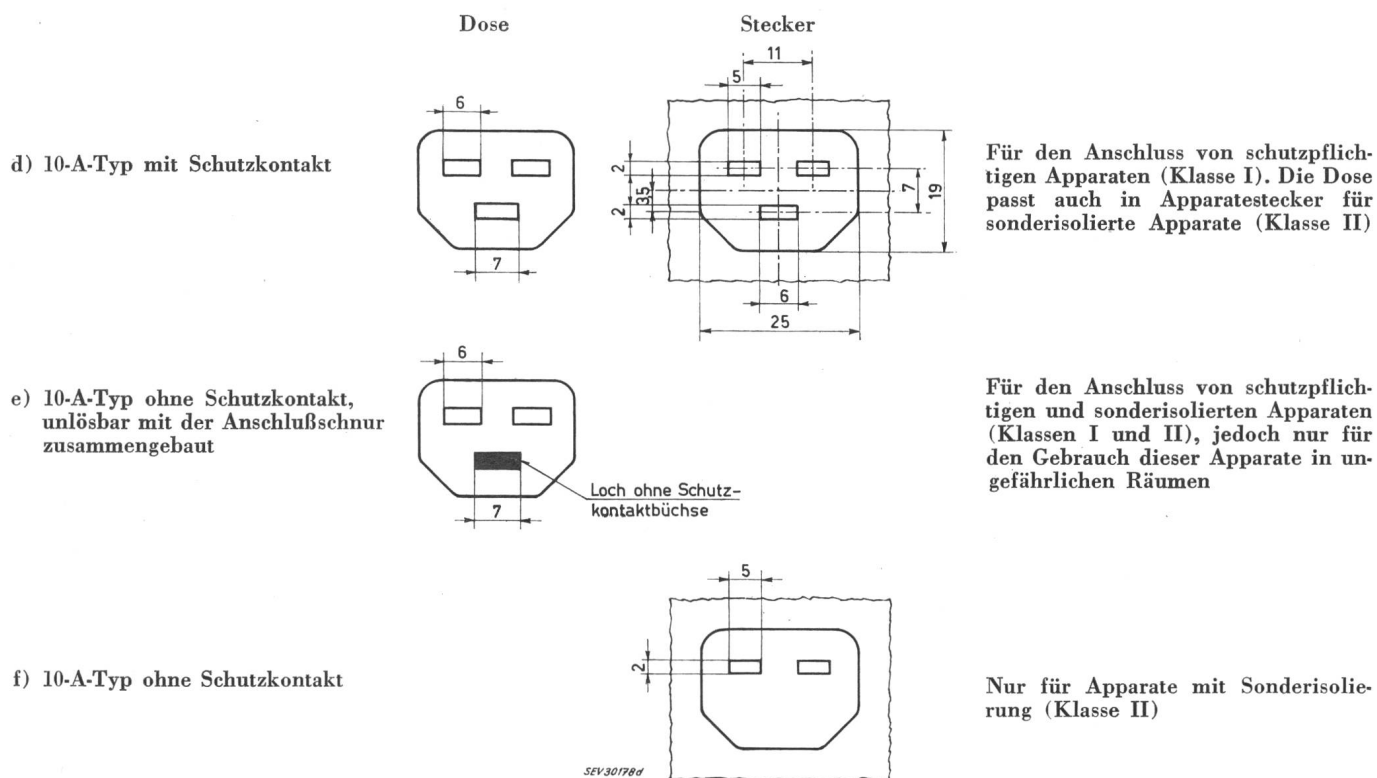 Dose
Stecker
d) 10-A-Typ mit Schutzkontakt
6
7
11
5
2
3,5
2
7
19
6
25
Für den Anschluss von schutzpflich-
tigen Apparaten (Klasse I). Die Dose
passt auch in Apparatestecker für
sonderisolierte Apparate (Klasse II)
e) 10-A-Typ ohne Schutzkontakt,
unlösbar mit der Anschlußschnur
zusammengebaut
6
7
Loch ohne Schutz-
kontaktbüchse
Für den Anschluss von schutzpflich-
tigen und sonderisolierten Apparaten
(Klassen I und II), jedoch nur für
den Gebrauch dieser Apparate in un-
gefährlichen Räumen
f) 10-A-Typ ohne Schutzkontakt
5
2
Nur für Apparate mit Sonderisolie-
rung (Klasse II)
SEV30178d